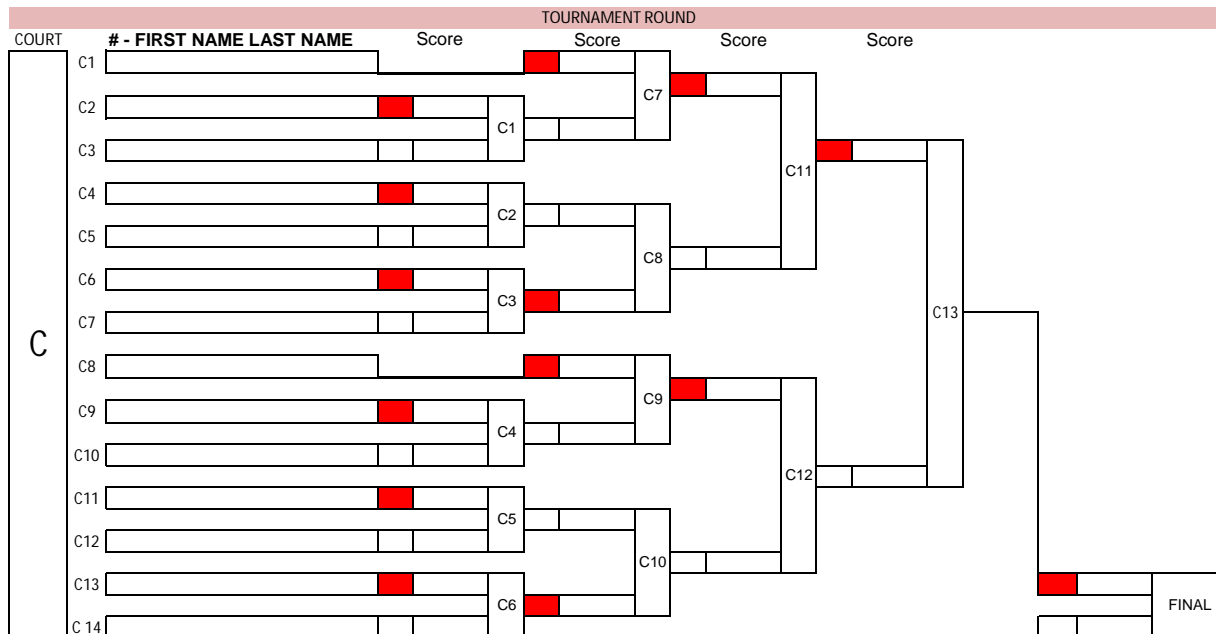 TOURNAMENT ROUND
COURT # - FIRST NAME LAST NAME Score Score Score Score
C1
C7
C2
C1
C3
C11
C4
C2
C5
C8
C6
C3
C7
C13
C
C8
C9
C9
C4
C10
C12
C11
C5
C12
C10
C13
C6
FINAL
C 14